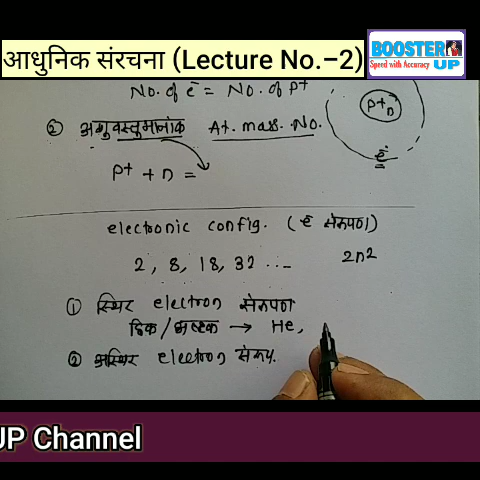 आधुनिक संरचना (Lecture No.–2)
BOOSTER
Speed with Accuracy UP
No. of e⁻ = No. of P⁺
② अणुवस्तुमानांक At. mass. No.
P⁺ + n =
P⁺ n
e⁻
electronic config. (e⁻ संरूपण)
2, 8, 18, 32 ... 2n²
① स्थिर electron संरूपण
द्विक / अष्टक → He,
② अस्थिर electron संरूप.
UP Channel